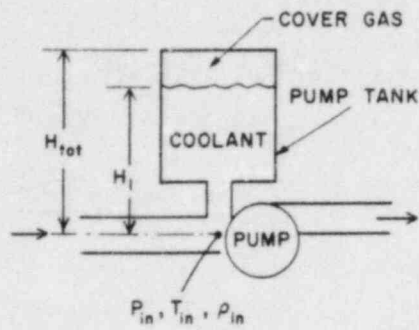 COVER GAS
PUMP TANK
COOLANT
H_tot
H_l
PUMP
P_in, T_in, ρ_in